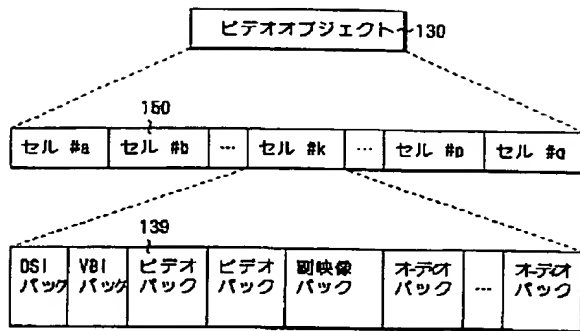 ビデオオブジェクト 130
150
セル #a セル #b … セル #k … セル #p セル #q
139
DSI パック VBI パック ビデオ パック ビデオ パック 副映像 パック オーディオ パック … オーディオ パック